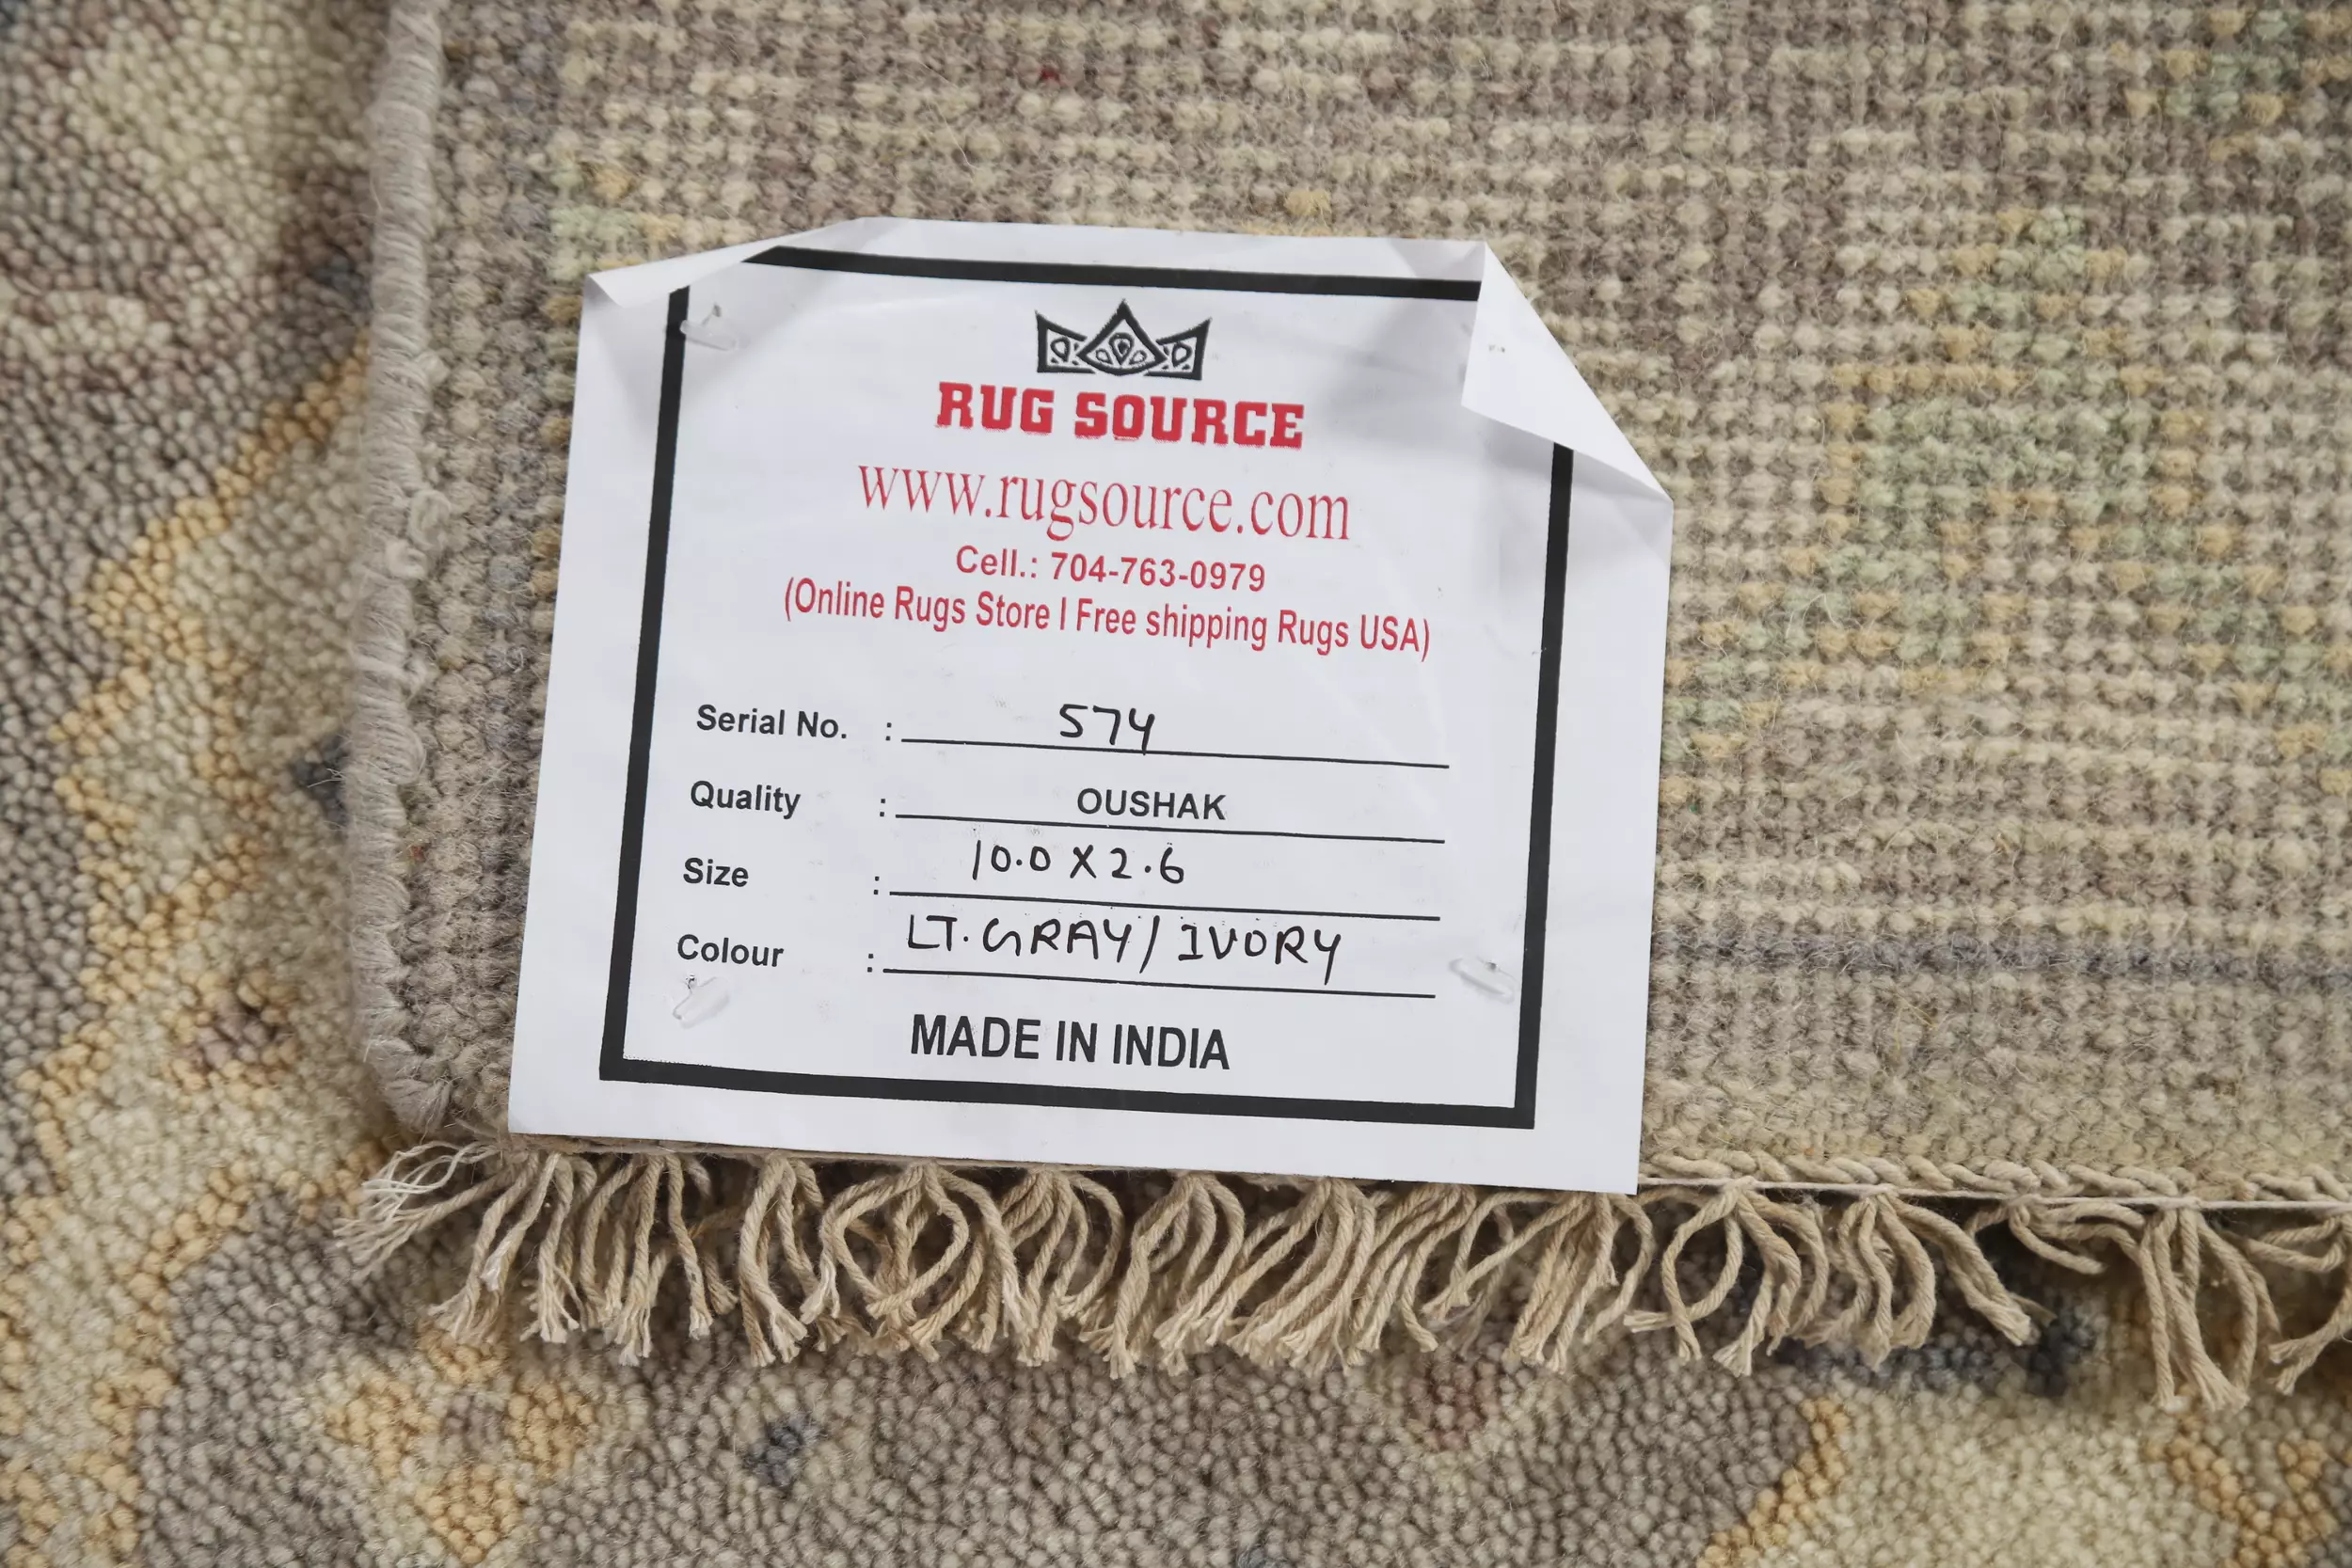 RUG SOURCE
www.rugsource.com
Cell.: 704-763-0979
(Online Rugs Store | Free shipping Rugs USA)
Serial No. : 574
Quality : OUSHAK
Size : 10.0 X 2.6
Colour : LT. GRAY / IVORY
MADE IN INDIA